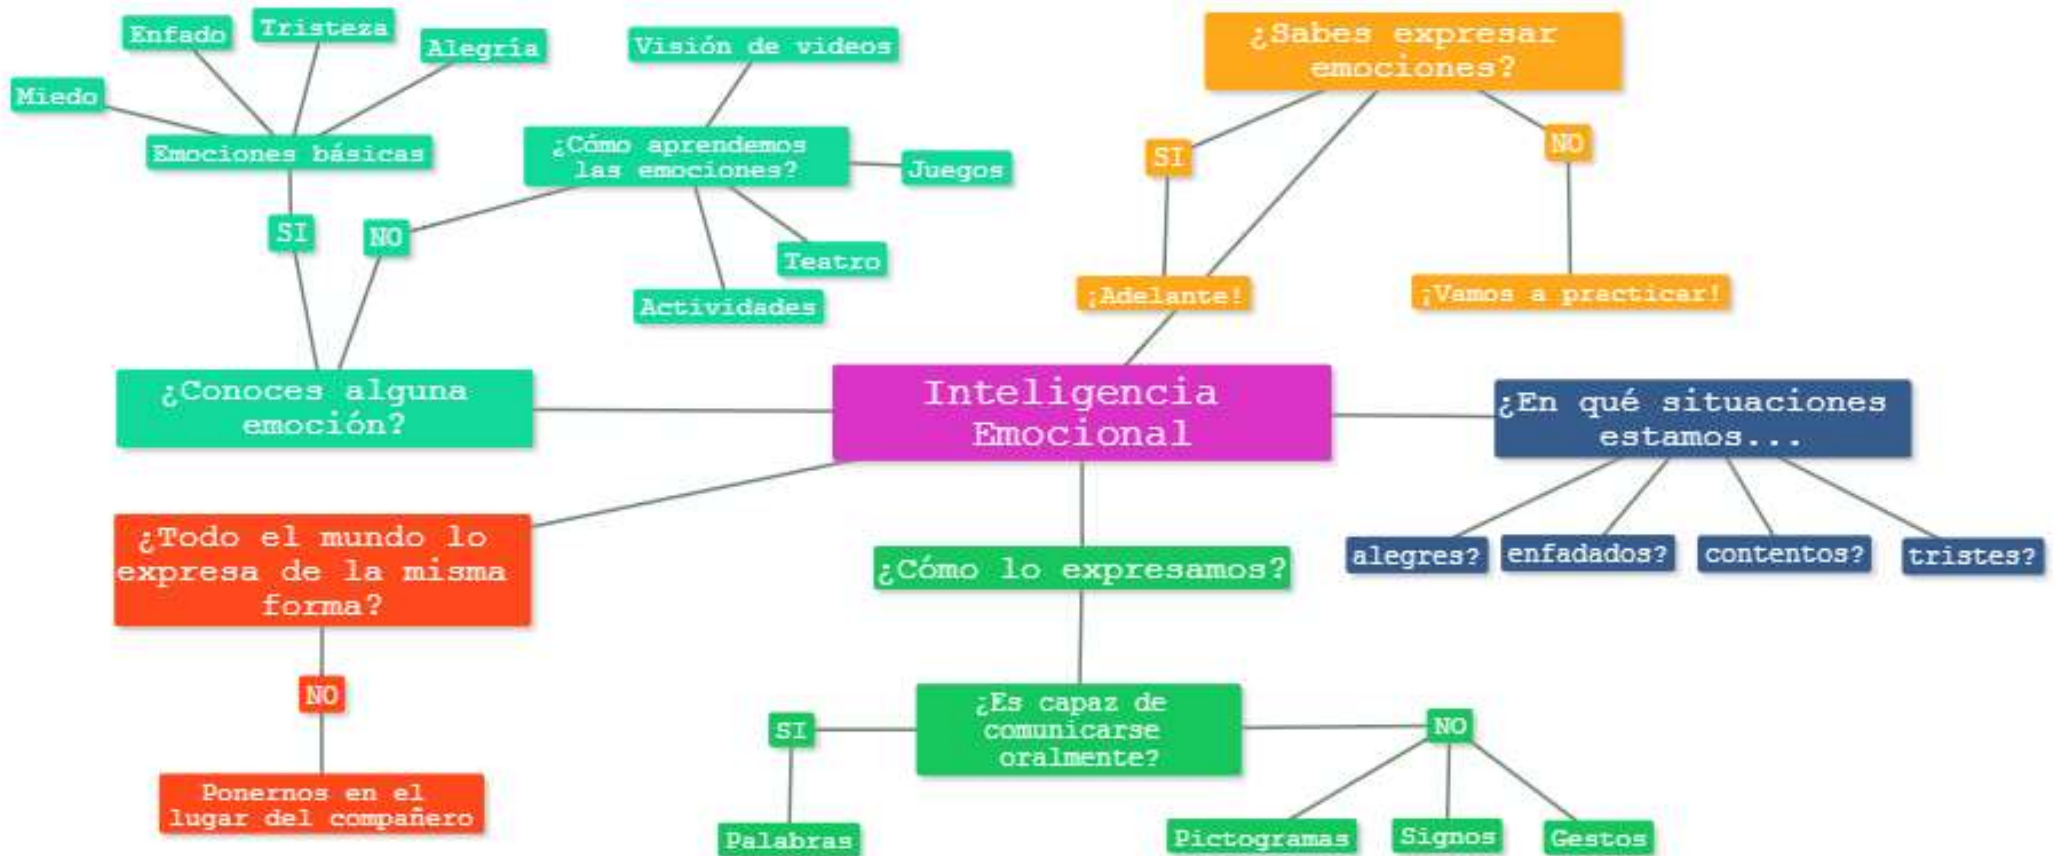 Enfado
Tristeza
Alegría
Miedo
Emociones básicas
SI
NO
Visión de videos
¿Cómo aprendemos
las emociones?
Juegos
Teatro
Actividades
¿Conoces alguna
emoción?
¿Sabes expresar
emociones?
SI
NO
¡Adelante!
¡Vamos a practicar!
Inteligencia
Emocional
¿En qué situaciones
estamos...
alegres?
enfadados?
contentos?
tristes?
¿Todo el mundo lo
expresa de la misma
forma?
NO
Ponernos en el
lugar del compañero
¿Cómo lo expresamos?
¿Es capaz de
comunicarse
oralmente?
SI
NO
Palabras
Pictogramas
Signos
Gestos